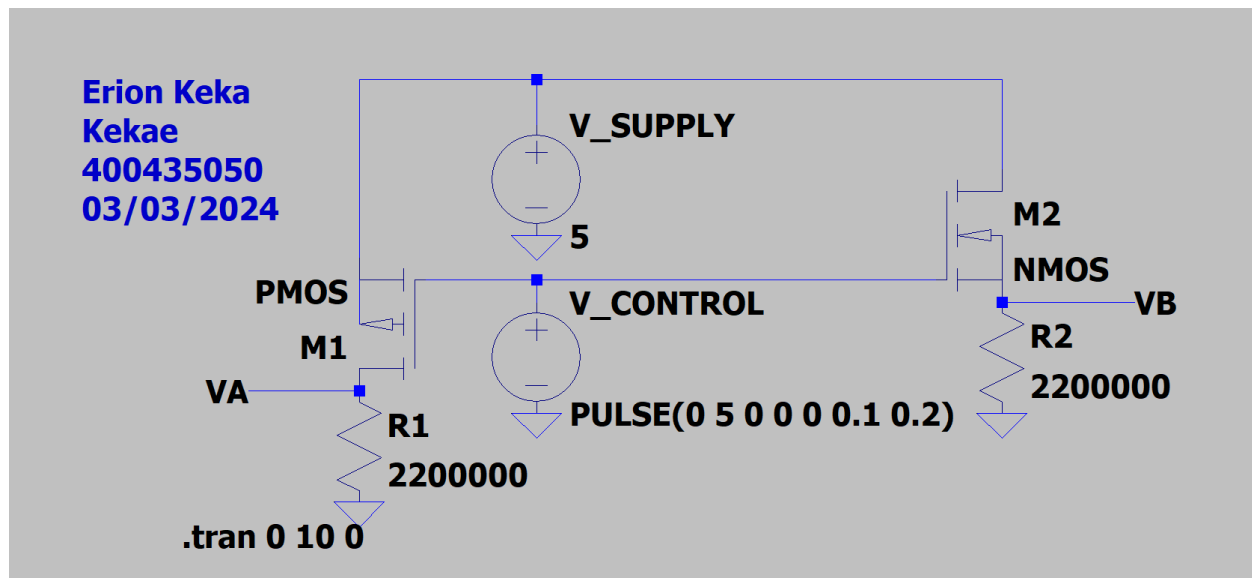 Erion Keka
Kekae
400435050
03/03/2024
V_SUPPLY
5
M2
NMOS
PMOS
M1
V_CONTROL
VB
VA
R2
2200000
PULSE(0 5 0 0 0 0.1 0.2)
R1
2200000
.tran 0 10 0